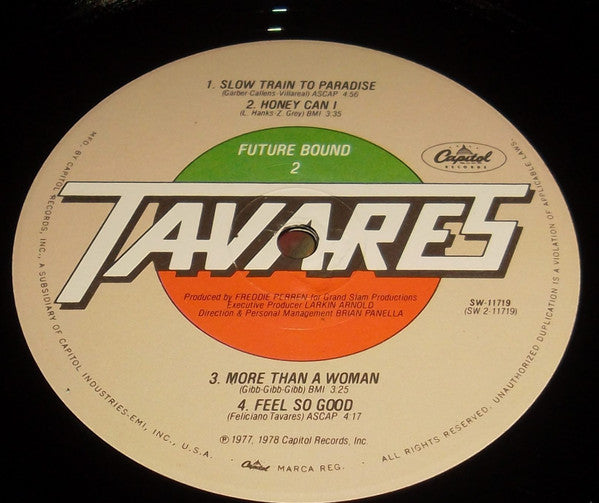 1. SLOW TRAIN TO PARADISE
(Garber-Callens-Villareal) ASCAP 4:56
2. HONEY CAN I
(L. Hanks-Z. Grey) BMI 3:35
FUTURE BOUND
2
Capitol
RECORDS
TAVARES
Produced by FREDDIE PERREN for Grand Slam Productions
Executive Producer LARKIN ARNOLD
Direction & Personal Management BRIAN PANELLA
SW-11719
(SW 2-11719)
3. MORE THAN A WOMAN
(Gibb-Gibb-Gibb) BMI 3:25
4. FEEL SO GOOD
(Feliciano Tavares) ASCAP 4:17
℗ 1977, 1978 Capitol Records, Inc.
MFD. BY CAPITOL RECORDS, INC., A SUBSIDIARY OF CAPITOL INDUSTRIES-EMI, INC., U.S.A. • Capitol MARCA REG. • ALL RIGHTS RESERVED. UNAUTHORIZED DUPLICATION IS A VIOLATION OF APPLICABLE LAWS.